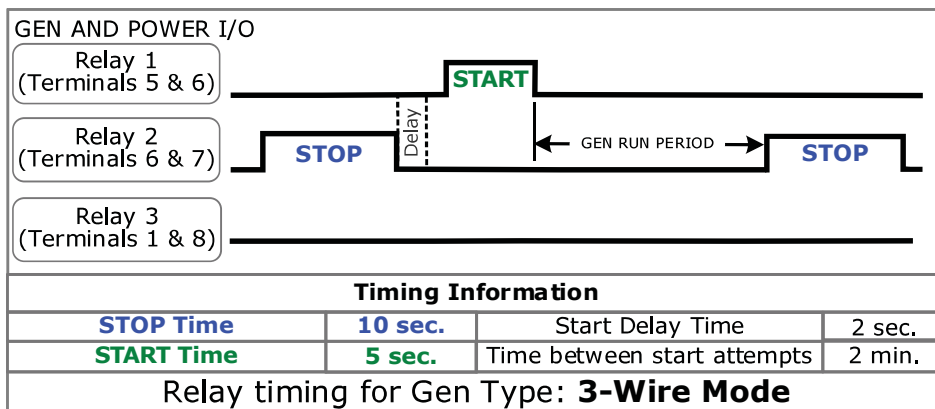 GEN AND POWER I/O
Relay 1
(Terminals 5 & 6)
START
Delay
Relay 2
(Terminals 6 & 7)
STOP
GEN RUN PERIOD
STOP
Relay 3
(Terminals 1 & 8)
Timing Information
STOP Time 10 sec. Start Delay Time 2 sec.
START Time 5 sec. Time between start attempts 2 min.
Relay timing for Gen Type: 3-Wire Mode